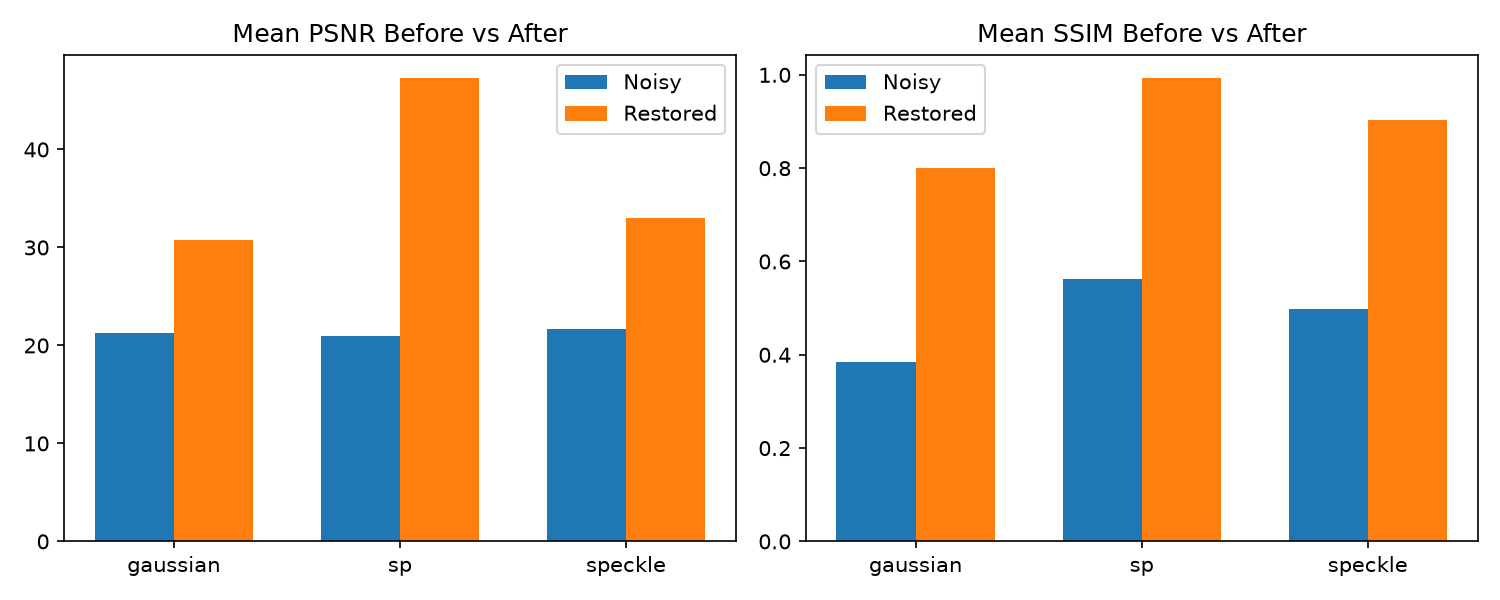 Mean PSNR Before vs After
Noisy
Restored
40
30
20
10
0
gaussian
sp
speckle
Mean SSIM Before vs After
Noisy
Restored
1.0
0.8
0.6
0.4
0.2
0.0
gaussian
sp
speckle